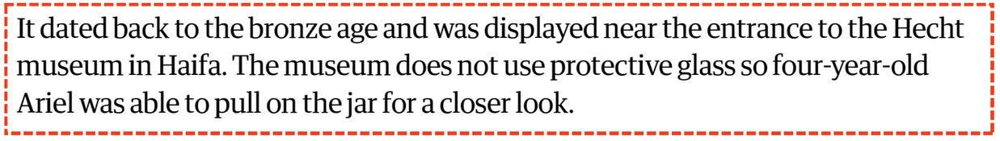 It dated back to the bronze age and was displayed near the entrance to the Hecht
museum in Haifa. The museum does not use protective glass so four-year-old
Ariel was able to pull on the jar for a closer look.